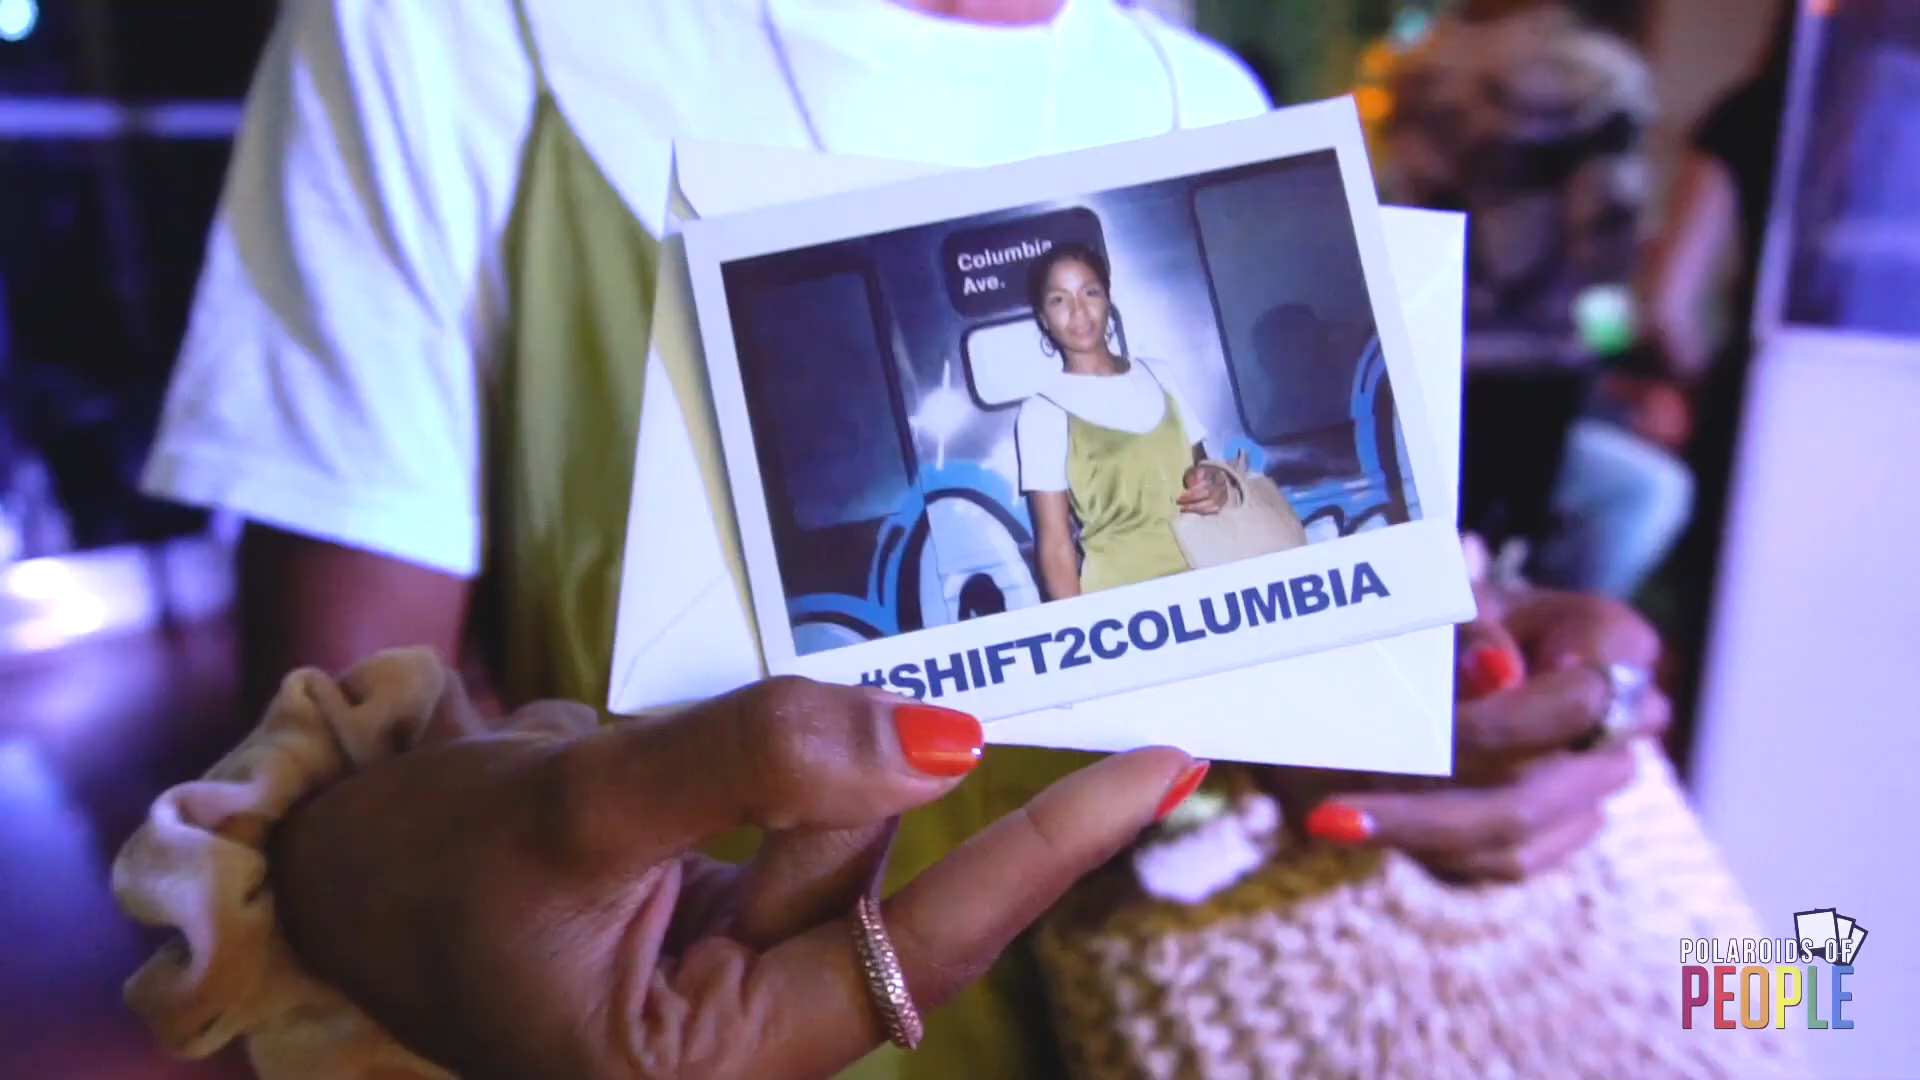 Columbia
Ave.
#SHIFT2COLUMBIA
POLAROIDS OF
PEOPLE